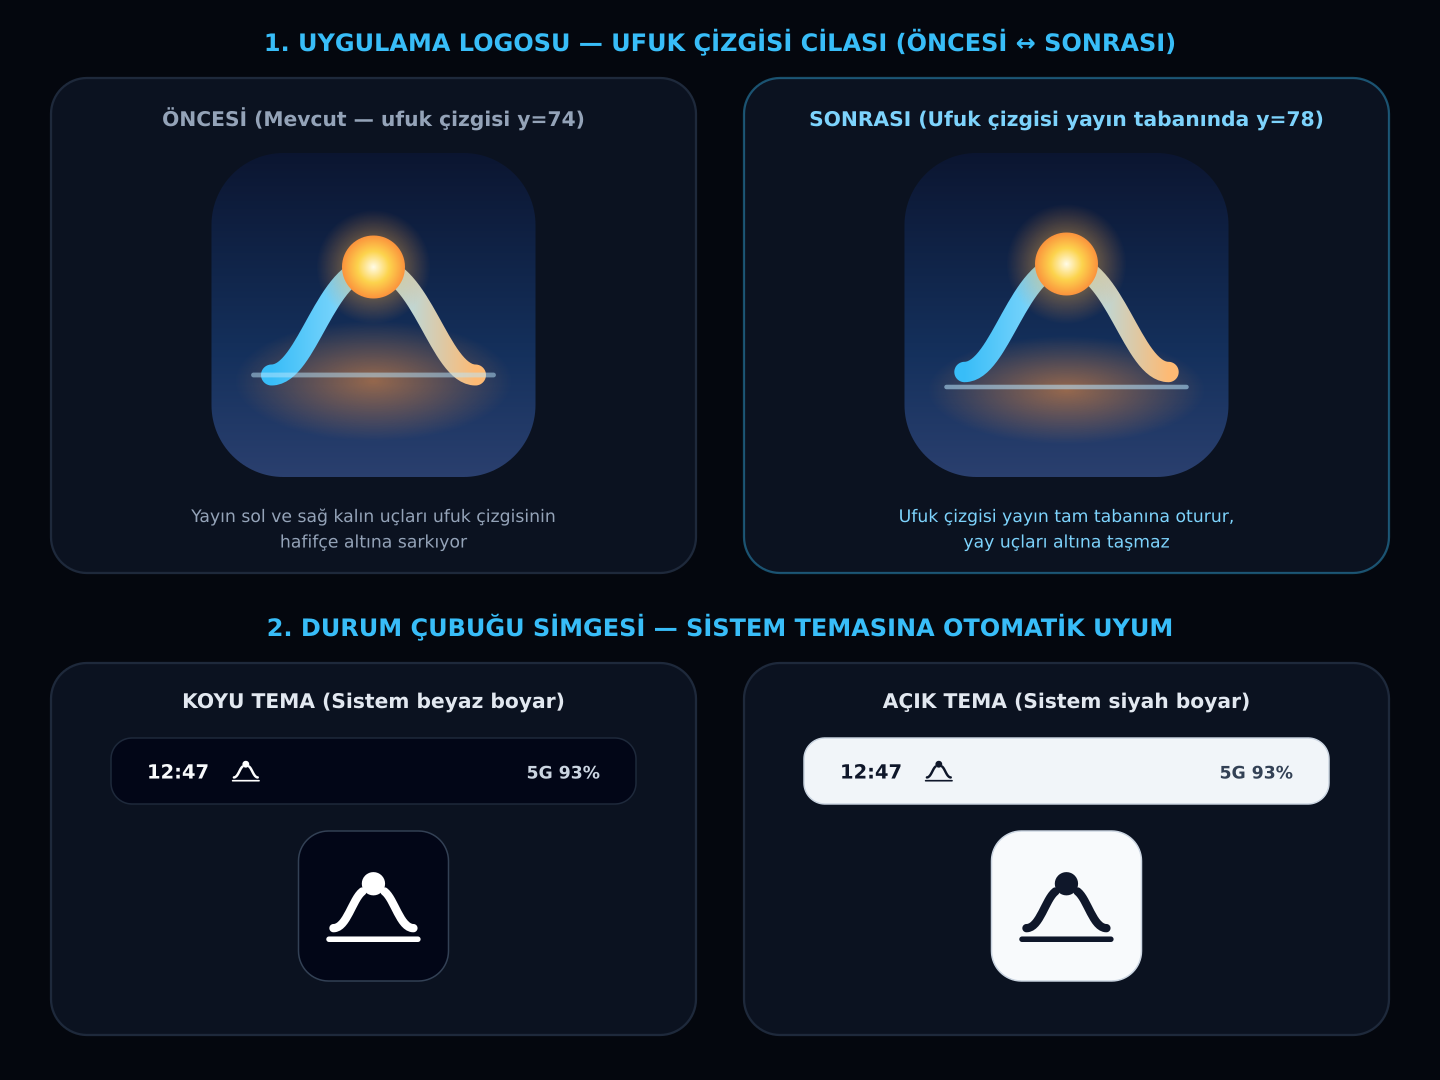 1. UYGULAMA LOGOSU — UFUK ÇİZGİSİ CİLASI (ÖNCESİ ↔ SONRASI)
ÖNCESİ (Mevcut — ufuk çizgisi y=74)
Yayın sol ve sağ kalın uçları ufuk çizgisinin
hafifçe altına sarkıyor
SONRASI (Ufuk çizgisi yayın tabanında y=78)
Ufuk çizgisi yayın tam tabanına oturur,
yay uçları altına taşmaz
2. DURUM ÇUBUĞU SİMGESİ — SİSTEM TEMASINA OTOMATİK UYUM
KOYU TEMA (Sistem beyaz boyar)
12:47 5G 93%
AÇIK TEMA (Sistem siyah boyar)
12:47 5G 93%